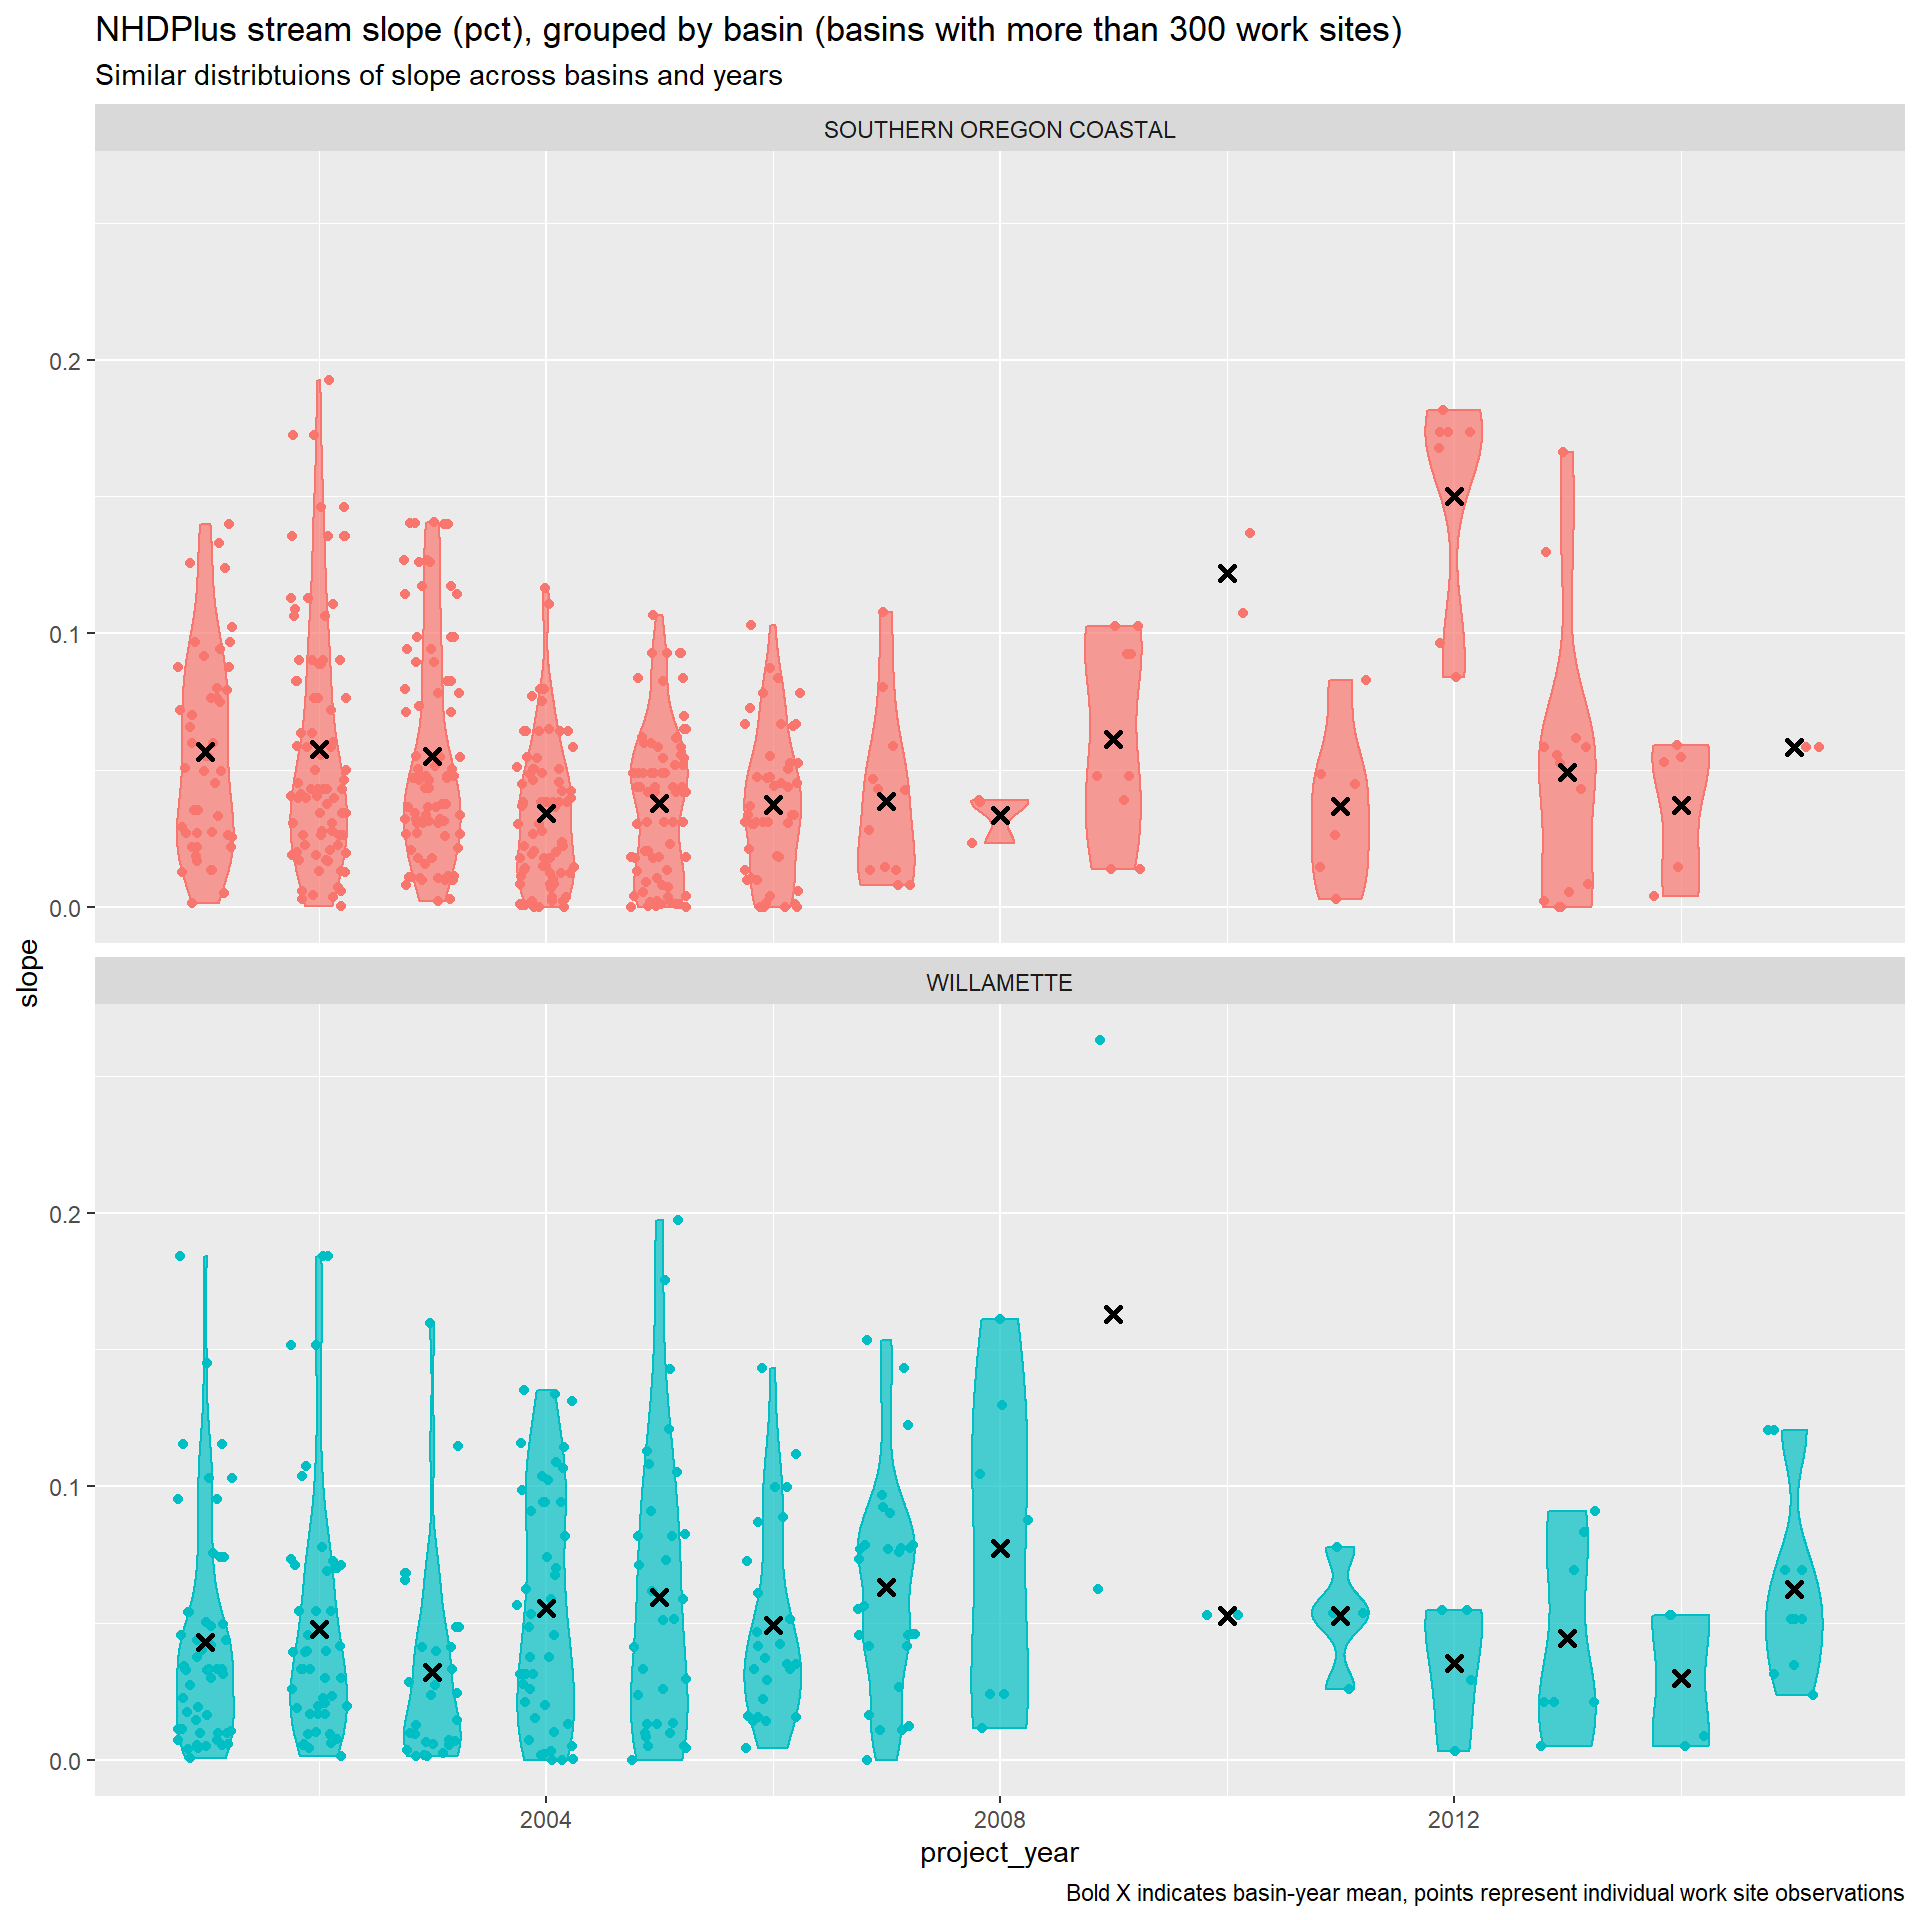 NHDPlus stream slope (pct), grouped by basin (basins with more than 300 work sites)
Similar distribtuions of slope across basins and years
SOUTHERN OREGON COASTAL
0.2
0.1
0.0
slope
WILLAMETTE
0.2
0.1
0.0
2004 2008 2012
project_year
Bold X indicates basin-year mean, points represent individual work site observations